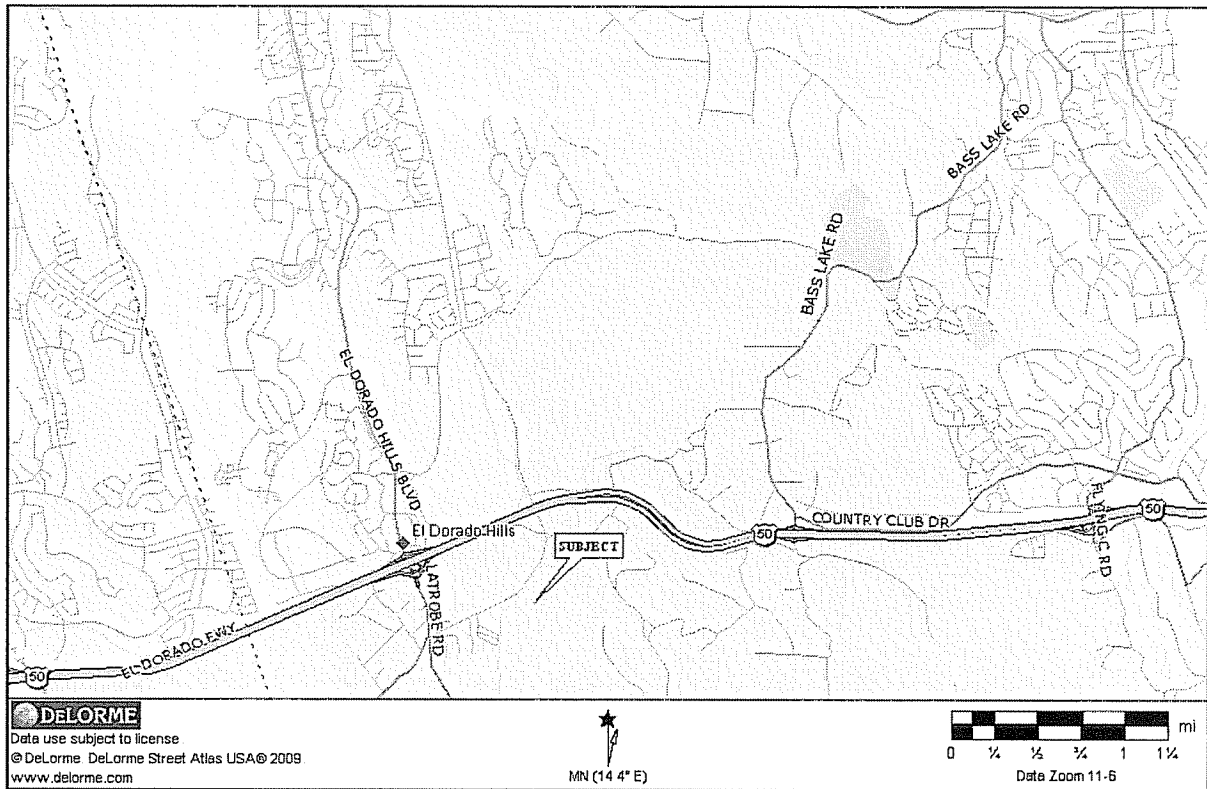 BASS LAKE RD
BASS LAKE RD
EL DORADO HILLS BLVD
El Dorado Hills
SUBJECT
COUNTRY CLUB DR
50
50
FLYING C RD
LATROBE RD
EL DORADO FWY
50
DELORME
Data use subject to license
© DeLorme. DeLorme Street Atlas USA® 2009.
www.delorme.com
MN (14.4° E)
mi
0 ¼ ½ ¾ 1 1¼
Data Zoom 11-6